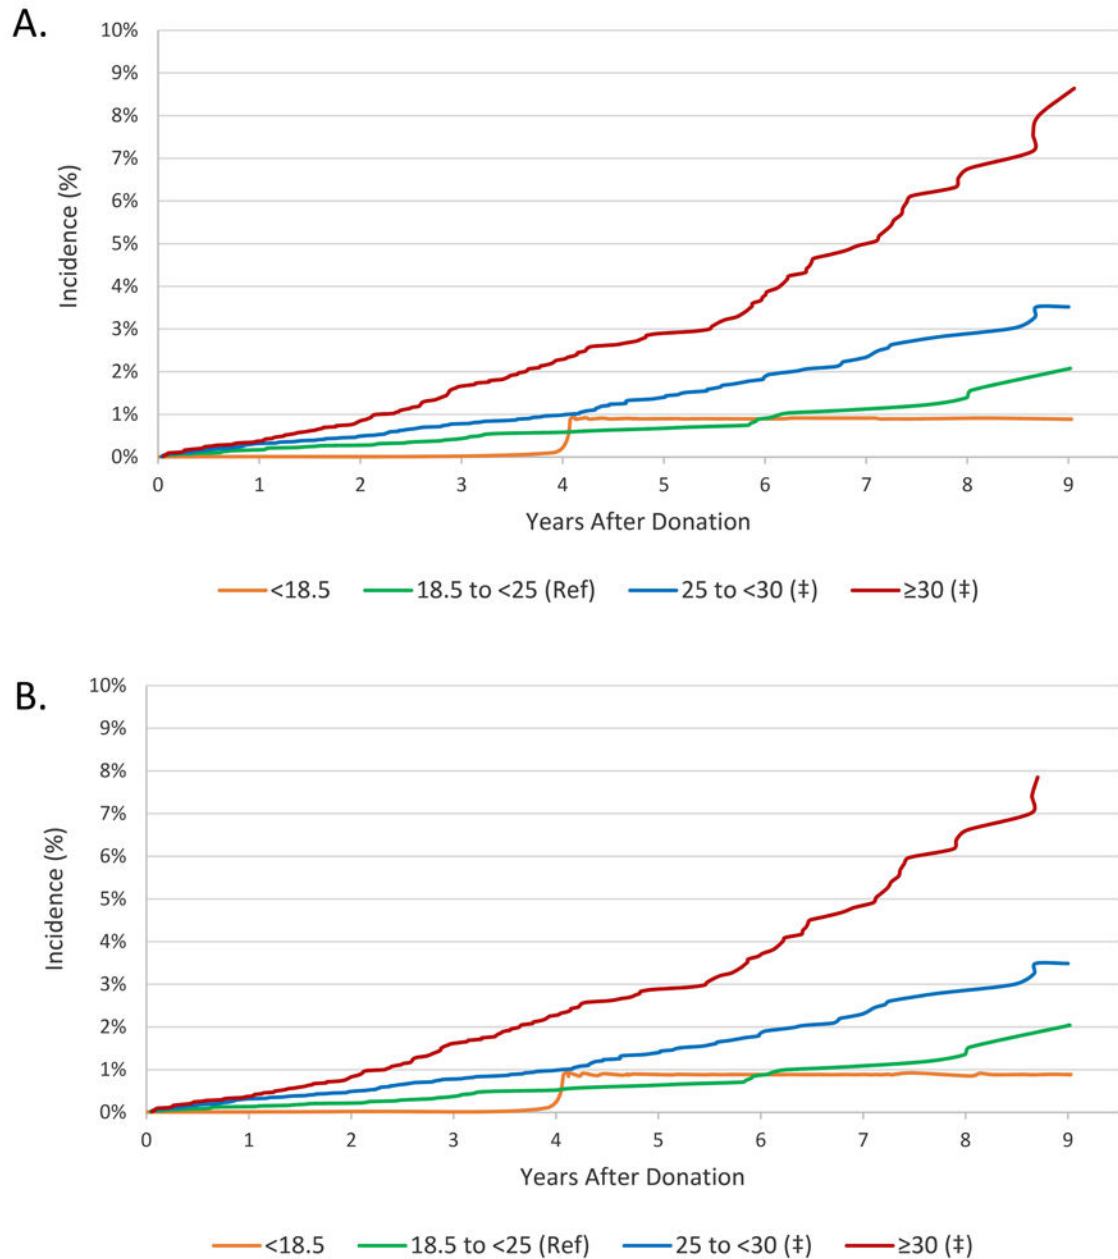 A.
10%
9%
8%
7%
6%
5%
4%
3%
2%
1%
0%
Incidence (%)
0 1 2 3 4 5 6 7 8 9
Years After Donation
<18.5 18.5 to <25 (Ref) 25 to <30 (‡) ≥30 (‡)
B.
10%
9%
8%
7%
6%
5%
4%
3%
2%
1%
0%
Incidence (%)
0 1 2 3 4 5 6 7 8 9
Years After Donation
<18.5 18.5 to <25 (Ref) 25 to <30 (‡) ≥30 (‡)